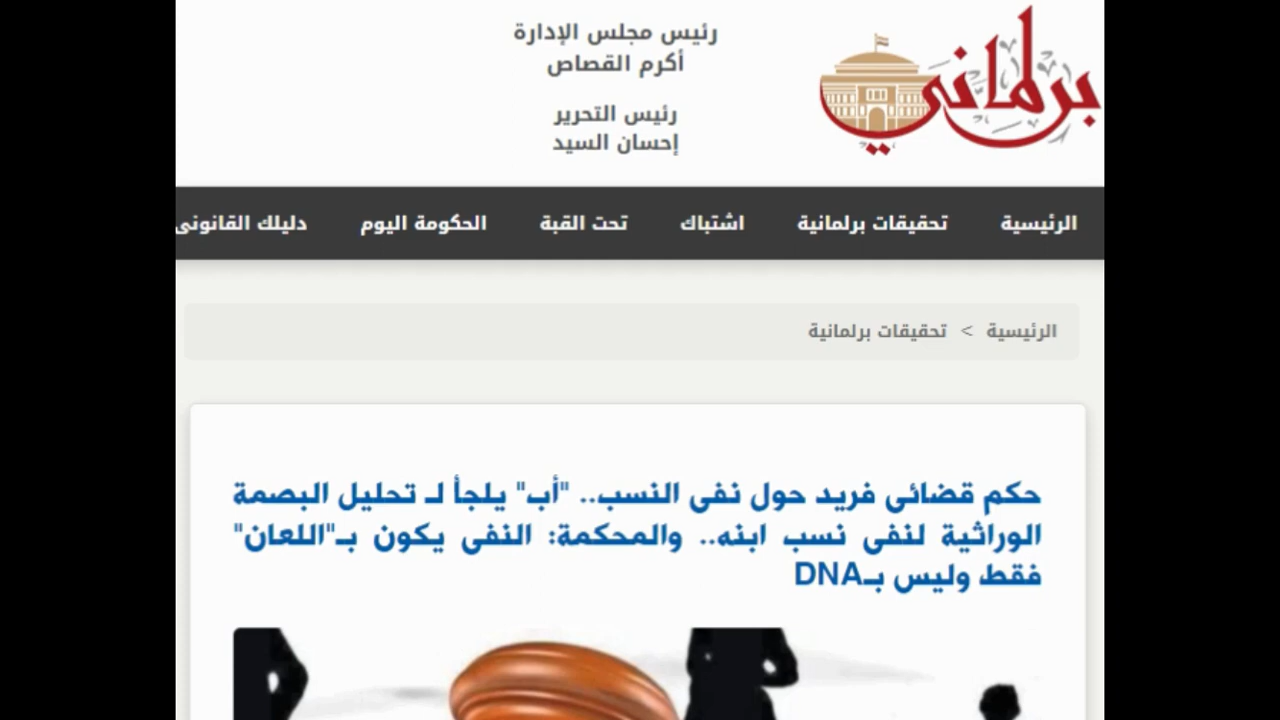 برلماني
رئيس مجلس الإدارة
أكرم القصاص
رئيس التحرير
إحسان السيد
الرئيسية تحقيقات برلمانية اشتباك تحت القبة الحكومة اليوم دليلك القانونى
الرئيسية > تحقيقات برلمانية
حكم قضائى فريد حول نفى النسب.. "أب" يلجأ لـ تحليل البصمة
الوراثية لنفى نسب ابنه.. والمحكمة: النفى يكون بـ"اللعان"
فقط وليس بـDNA